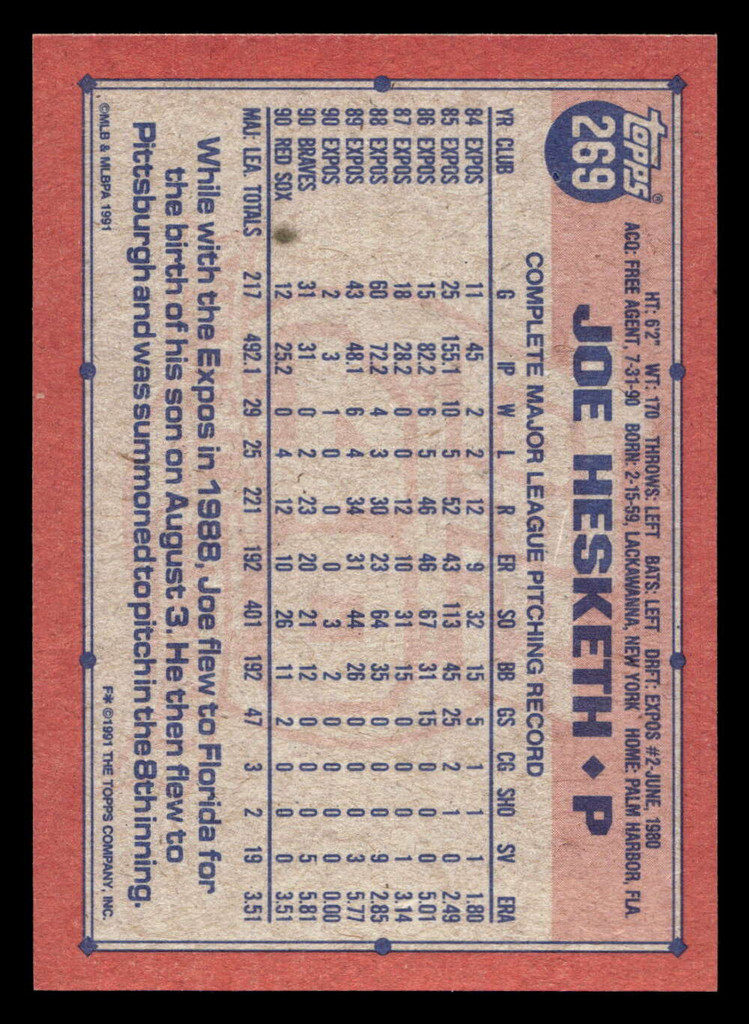 topps®
269
HT: 6'2" WT: 170 THROWS: LEFT BATS: LEFT DRFT: EXPOS #2-JUNE, 1980
ACQ: FREE AGENT, 7-31-90 BORN: 2-15-59, LACKAWANNA, NEW YORK HOME: PALM HARBOR, FLA.
JOE HESKETH ♦ P
COMPLETE MAJOR LEAGUE PITCHING RECORD
YR CLUB G IP W L R ER SO BB GS CG SHO SV ERA
84 EXPOS 11 45 2 2 12 9 32 15 5 1 1 1 1.80
85 EXPOS 25 155.1 10 5 52 43 113 45 25 2 1 0 2.49
86 EXPOS 15 82.2 6 5 46 46 67 31 15 0 0 0 5.01
87 EXPOS 18 28.2 0 0 12 10 31 15 0 0 0 1 3.14
88 EXPOS 60 72.2 4 3 30 23 64 35 0 0 0 9 2.85
89 EXPOS 43 48.1 6 4 34 31 44 26 0 0 0 3 5.77
90 EXPOS 2 3 1 0 0 0 3 2 0 0 0 0 0.00
90 BRAVES 31 31 0 2 23 20 21 12 0 0 0 5 5.81
90 RED SOX 12 25.2 0 4 12 10 26 11 2 0 0 0 3.51
MAJ. LEA. TOTALS 217 492.1 29 25 221 192 401 192 47 3 2 19 3.51
While with the Expos in 1988, Joe flew to Florida for
the birth of his son on August 3. He then flew to
Pittsburgh and was summoned to pitch in the 8th inning.
©MLB & MLBPA 1991
F* ©1991 THE TOPPS COMPANY, INC.